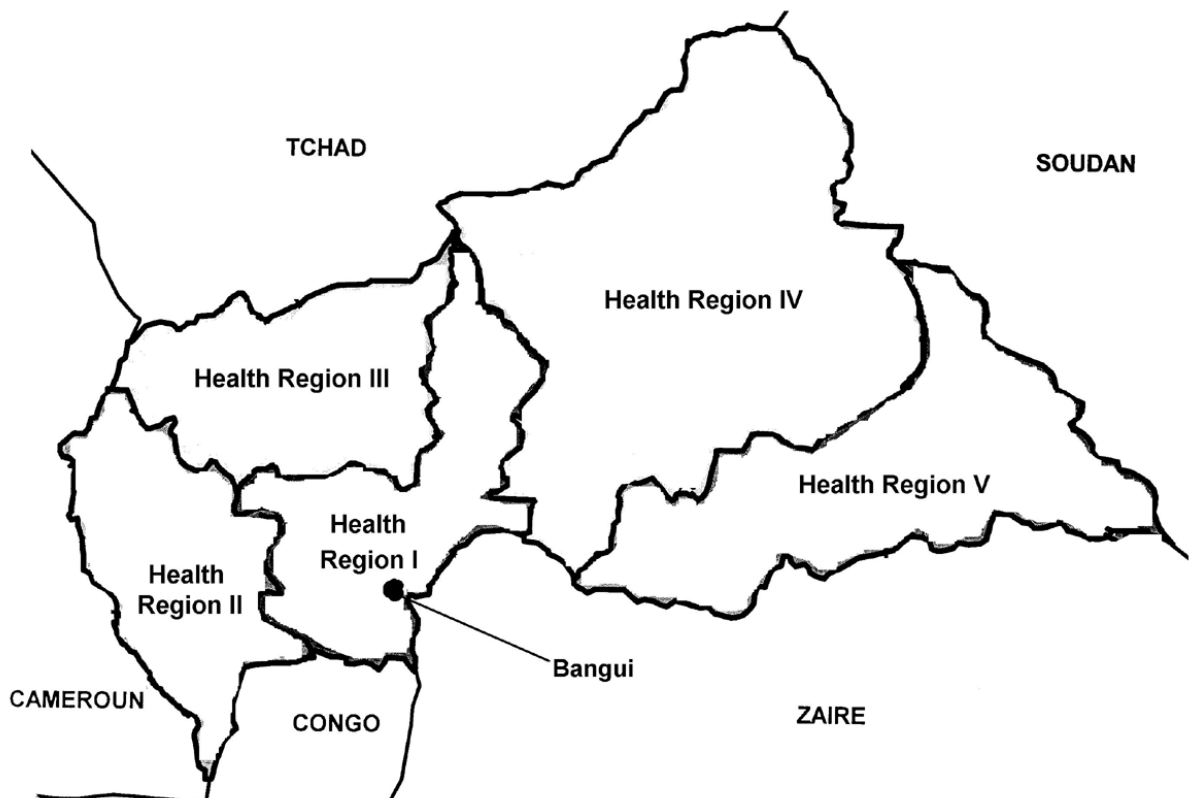 TCHAD
SOUDAN
Health Region IV
Health Region III
Health Region V
Health
Region I
Health
Region II
Bangui
CAMEROUN
CONGO
ZAIRE